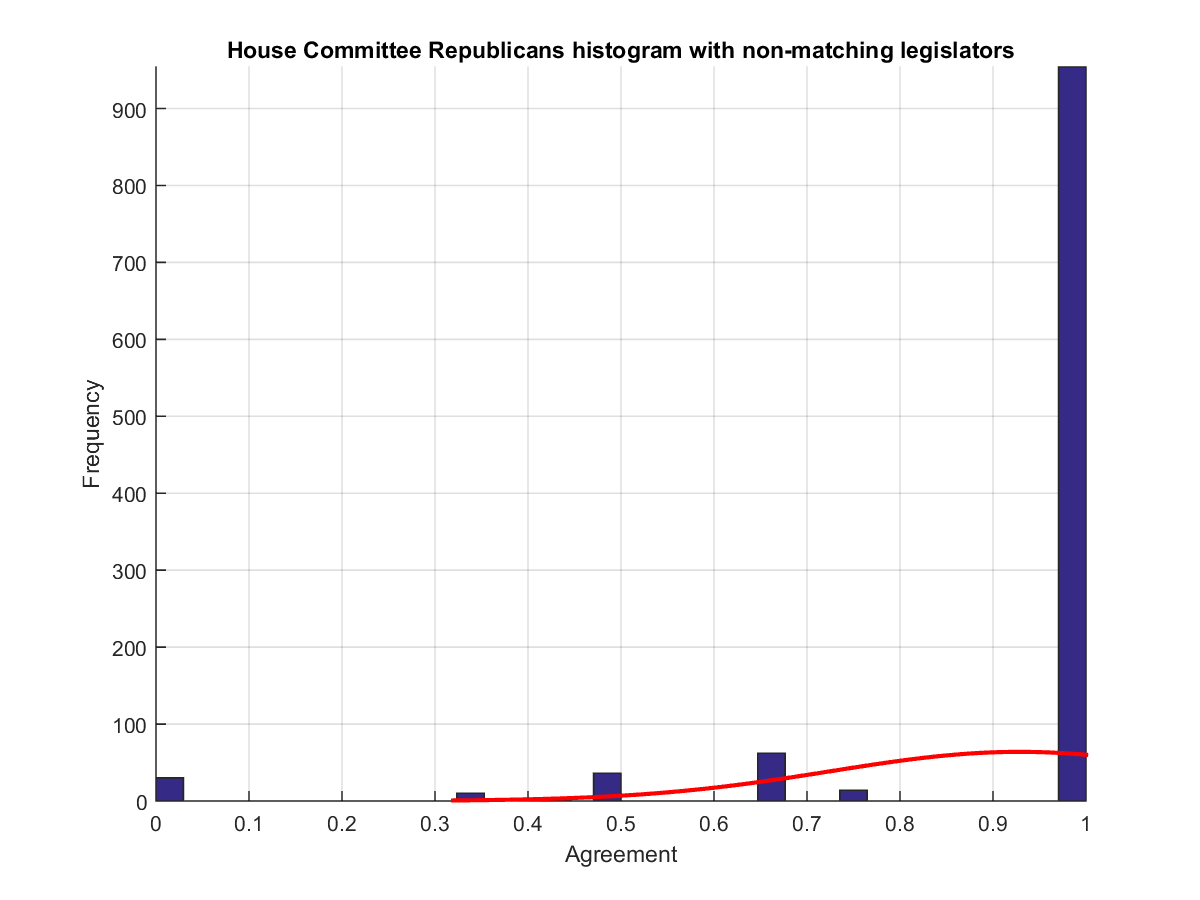 House Committee Republicans histogram with non-matching legislators
900
800
700
600
500
400
300
200
100
0
Frequency
0 0.1 0.2 0.3 0.4 0.5 0.6 0.7 0.8 0.9 1
Agreement